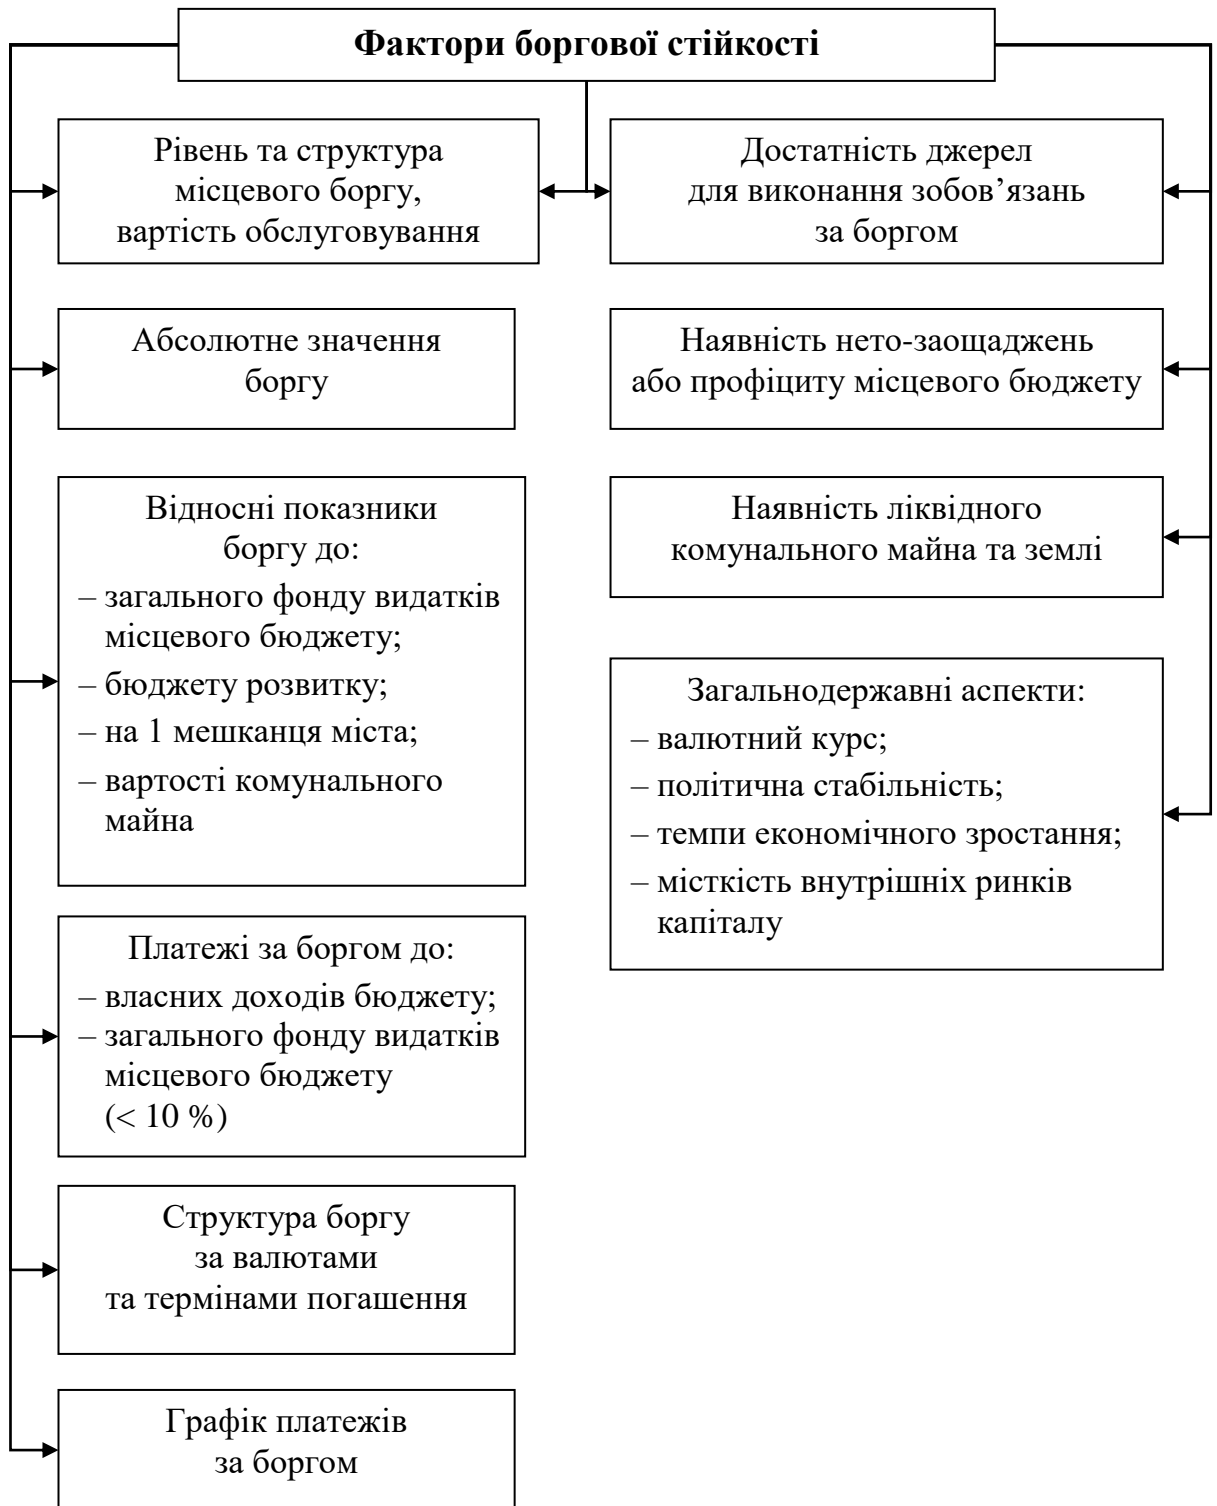 Фактори боргової стійкості
Рівень та структура
місцевого боргу,
вартість обслуговування
Абсолютне значення
боргу
Відносні показники
боргу до:
– загального фонду видатків
місцевого бюджету;
– бюджету розвитку;
– на 1 мешканця міста;
– вартості комунального
майна
Платежі за боргом до:
– власних доходів бюджету;
– загального фонду видатків
місцевого бюджету
(< 10 %)
Структура боргу
за валютами
та термінами погашення
Графік платежів
за боргом
Достатність джерел
для виконання зобов’язань
за боргом
Наявність нето-заощаджень
або профіциту місцевого бюджету
Наявність ліквідного
комунального майна та землі
Загальнодержавні аспекти:
– валютний курс;
– політична стабільність;
– темпи економічного зростання;
– місткість внутрішніх ринків
капіталу